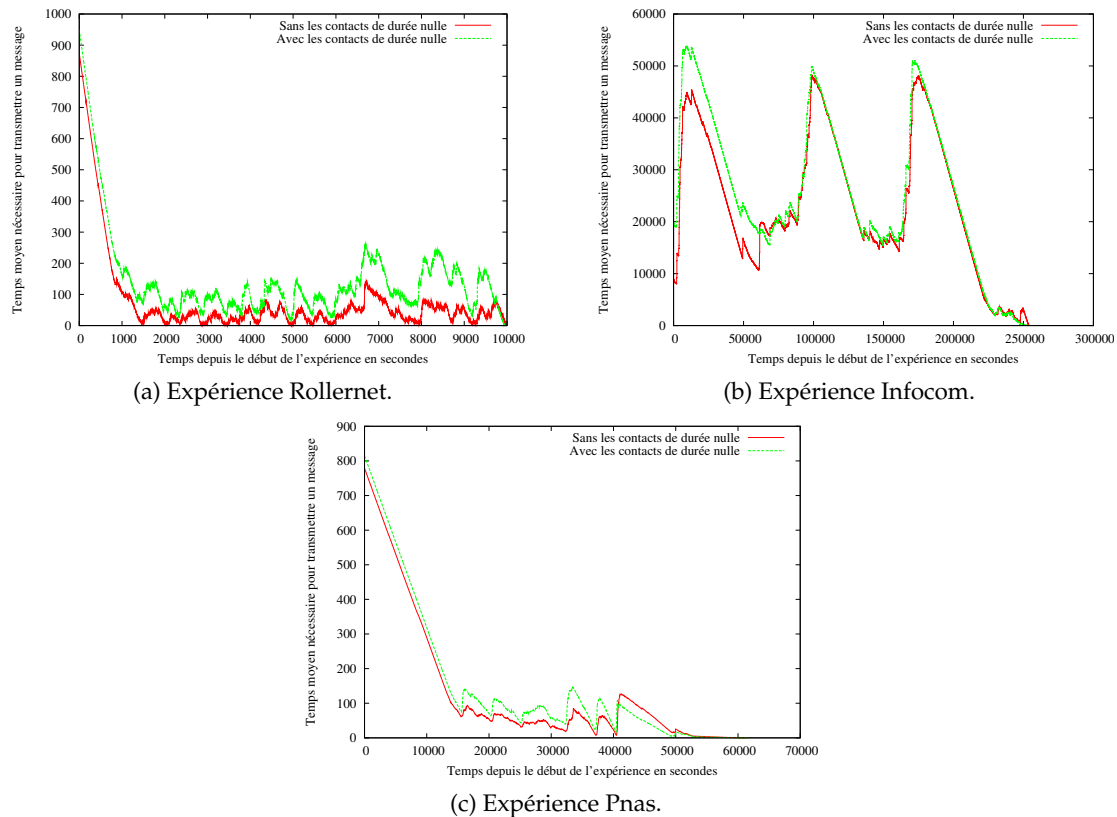 Temps moyen nécessaire pour transmettre un message
1000
900
800
700
600
500
400
300
200
100
0
Sans les contacts de durée nulle
Avec les contacts de durée nulle
0 1000 2000 3000 4000 5000 6000 7000 8000 9000 10000
Temps depuis le début de l'expérience en secondes
(a) Expérience Rollernet.
Temps moyen nécessaire pour transmettre un message
60000
50000
40000
30000
20000
10000
0
Sans les contacts de durée nulle
Avec les contacts de durée nulle
0 50000 100000 150000 200000 250000 300000
Temps depuis le début de l'expérience en secondes
(b) Expérience Infocom.
Temps moyen nécessaire pour transmettre un message
900
800
700
600
500
400
300
200
100
0
Sans les contacts de durée nulle
Avec les contacts de durée nulle
0 10000 20000 30000 40000 50000 60000 70000
Temps depuis le début de l'expérience en secondes
(c) Expérience Pnas.